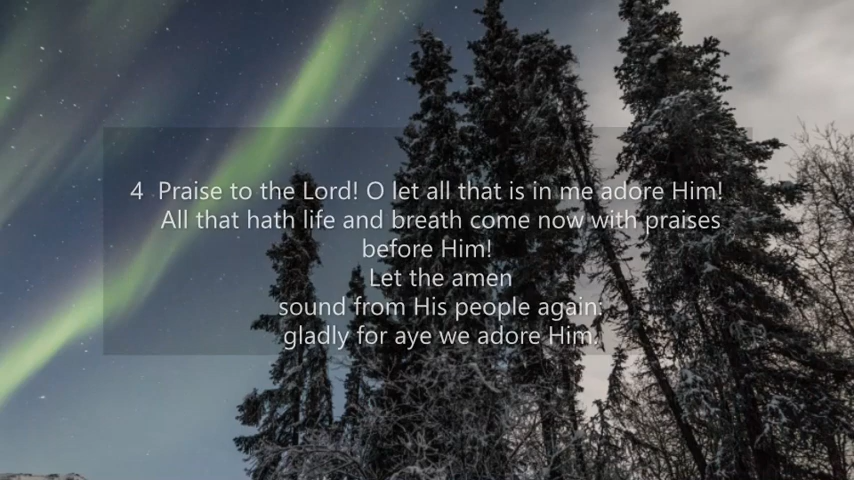 4 Praise to the Lord! O let all that is in me adore Him!
All that hath life and breath come now with praises
before Him!
Let the amen
sound from His people again:
gladly for aye we adore Him.